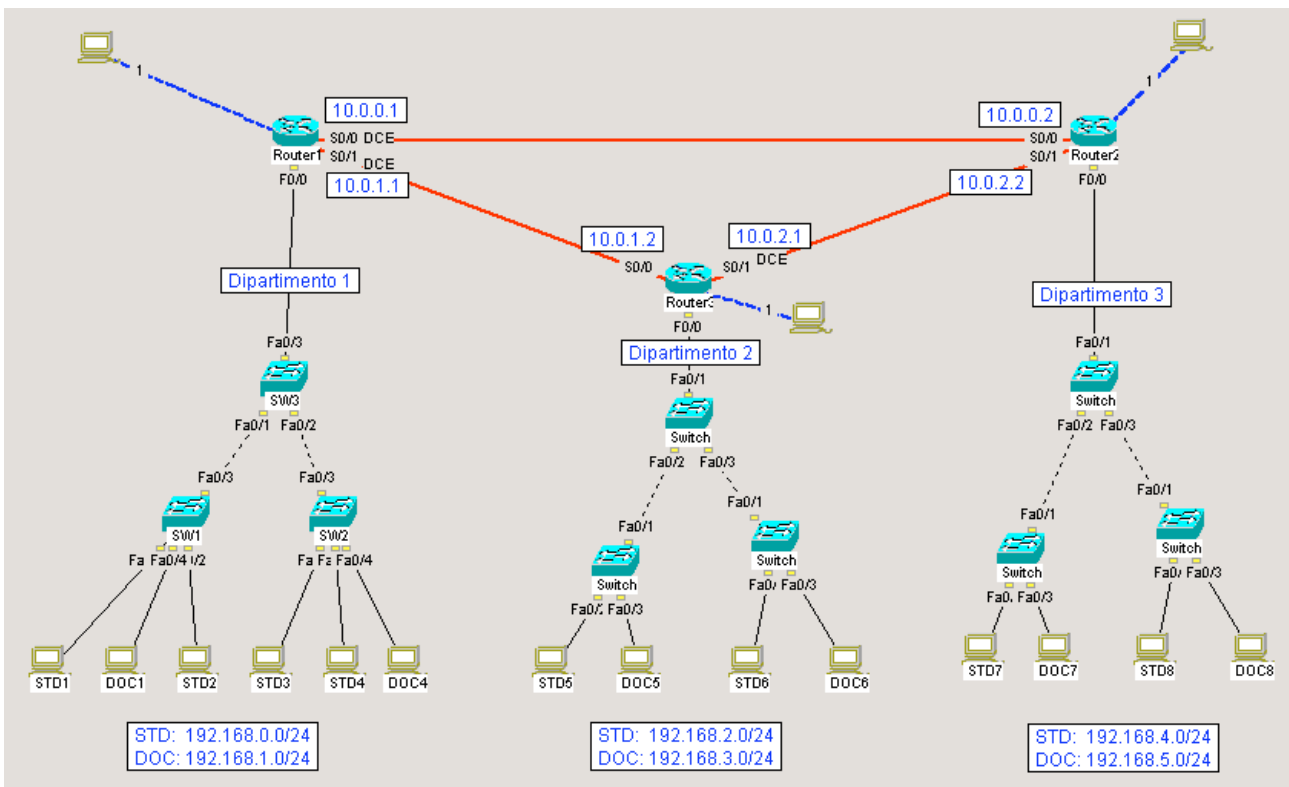 1
1
10.0.0.1
10.0.0.2
S0/0 DCE
S0/0
Router1
S0/1
DCE
S0/1
10.0.1.1
10.0.2.2
F0/0
F0/0
10.0.1.2
10.0.2.1
S0/0
S0/1
DCE
1
F0/0
Dipartimento 1
Dipartimento 2
Dipartimento 3
Fa0/3
SW3
Fa0/1
Fa0/2
Fa0/3
SW1
Fa0/4
Fa0/3
SW2
Fa0/4
Fa0/1
Switch
Fa0/2
Fa0/3
Fa0/1
Switch
Fa0/3
Fa0/1
Switch
Fa0/3
Fa0/1
Switch
Fa0/2
Fa0/3
Fa0/1
Switch
Fa0/3
Fa0/1
Switch
Fa0/3
STD1
DOC1
STD2
STD3
STD4
DOC4
STD5
DOC5
STD6
DOC6
STD7
DOC7
STD8
DOC8
STD: 192.168.0.0/24
DOC: 192.168.1.0/24
STD: 192.168.2.0/24
DOC: 192.168.3.0/24
STD: 192.168.4.0/24
DOC: 192.168.5.0/24